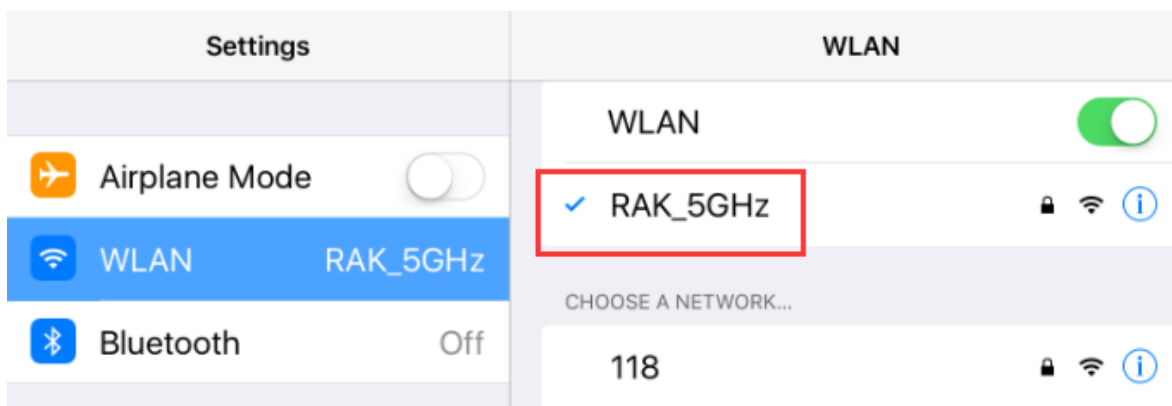 Settings
Airplane Mode
WLAN RAK_5GHz
Bluetooth Off
WLAN
WLAN
RAK_5GHz
CHOOSE A NETWORK...
118